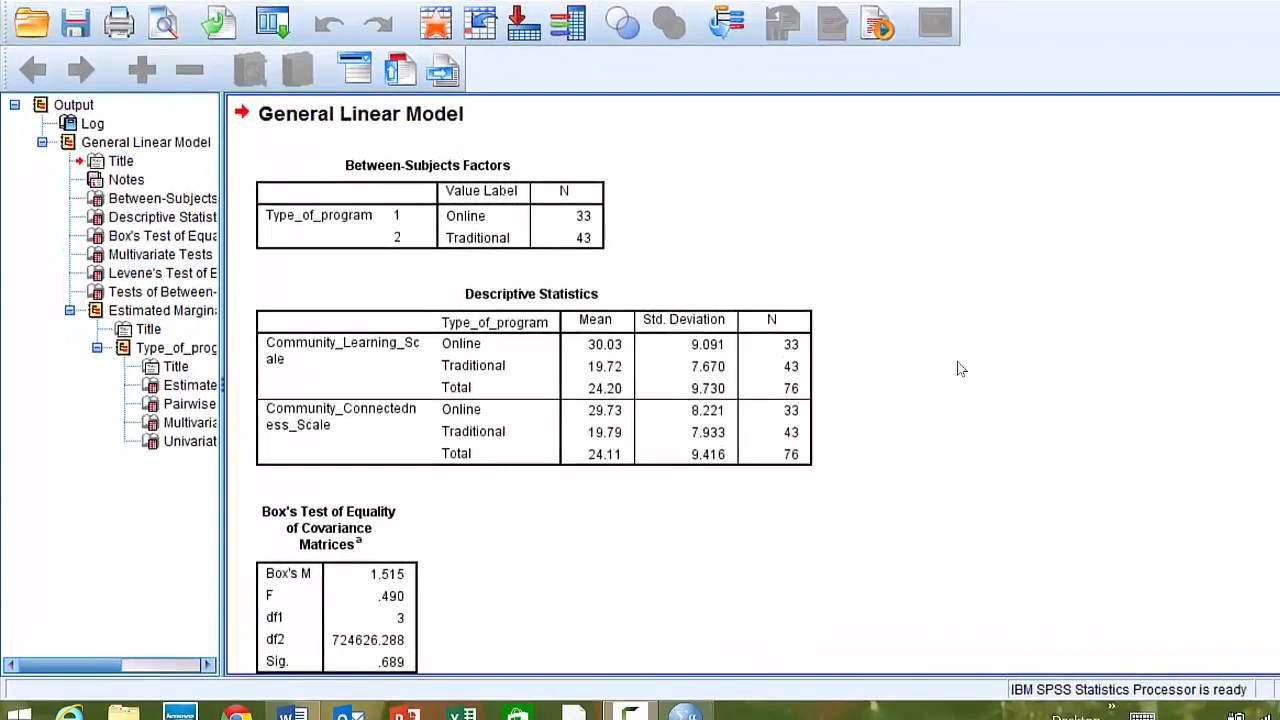 Output
Log
General Linear Model
Title
Notes
Between-Subjects
Descriptive Statist
Box's Test of Equa
Multivariate Tests
Levene's Test of E
Tests of Between-
Estimated Margina
Title
Type_of_prog
Title
Estimate
Pairwise
Multivaria
Univariat
General Linear Model
Between-Subjects Factors
Value Label N
Type_of_program 1 Online 33
2 Traditional 43
Descriptive Statistics
Type_of_program Mean Std. Deviation N
Community_Learning_Sc Online 30.03 9.091 33
ale Traditional 19.72 7.670 43
Total 24.20 9.730 76
Community_Connectedn Online 29.73 8.221 33
ess_Scale Traditional 19.79 7.933 43
Total 24.11 9.416 76
Box's Test of Equality
of Covariance
Matrices a
Box's M 1.515
F .490
df1 3
df2 724626.288
Sig. .689
IBM SPSS Statistics Processor is ready